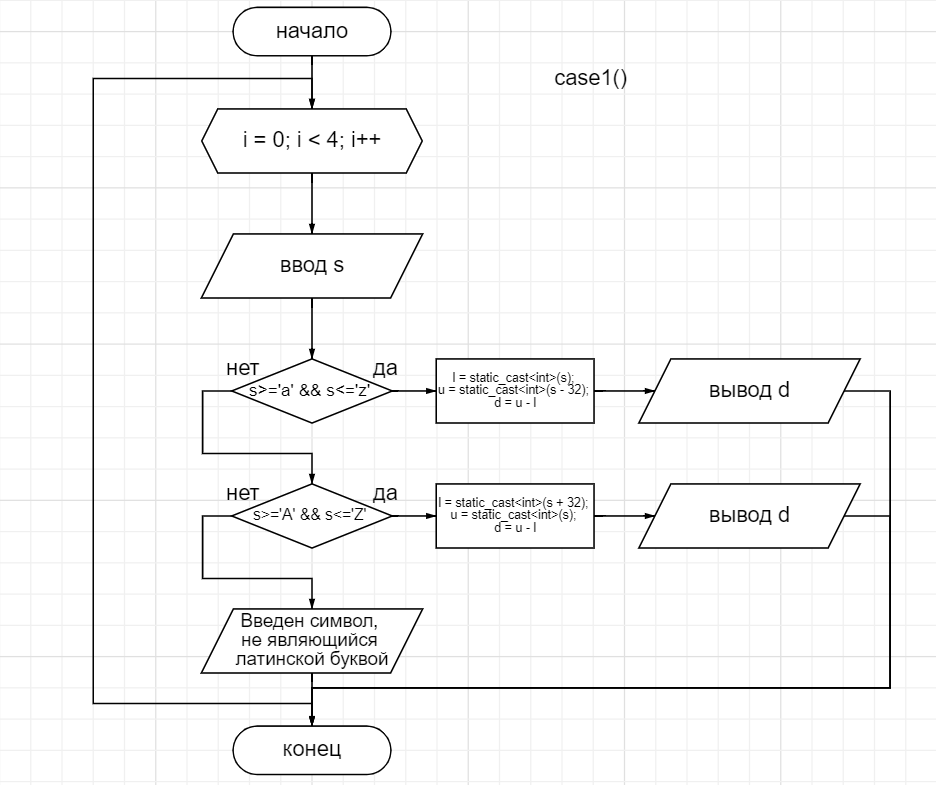 начало
case1()
i = 0; i < 4; i++
ввод s
нет
да
s>='a' && s<='z'
l = static_cast<int>(s);
u = static_cast<int>(s - 32);
d = u - l
вывод d
нет
да
s>='A' && s<='Z'
l = static_cast<int>(s + 32);
u = static_cast<int>(s);
d = u - l
вывод d
Введен символ,
не являющийся
латинской буквой
конец